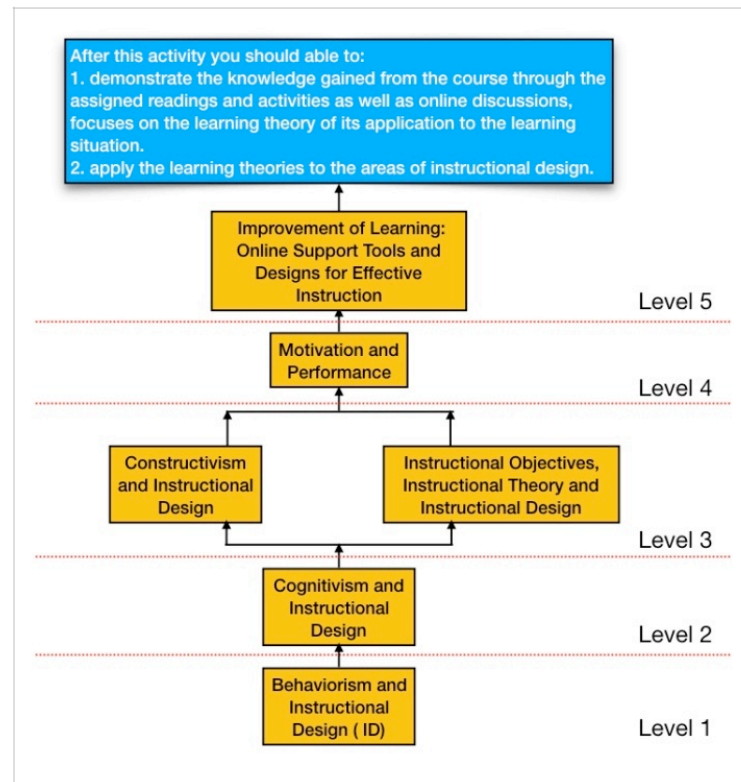 After this activity you should able to:
1. demonstrate the knowledge gained from the course through the
assigned readings and activities as well as online discussions,
focuses on the learning theory of its application to the learning
situation.
2. apply the learning theories to the areas of instructional design.
Improvement of Learning:
Online Support Tools and
Designs for Effective
Instruction
Level 5
Motivation and
Performance
Level 4
Constructivism
and Instructional
Design
Instructional Objectives,
Instructional Theory and
Instructional Design
Level 3
Cognitivism and
Instructional
Design
Level 2
Behaviorism and
Instructional
Design ( ID)
Level 1